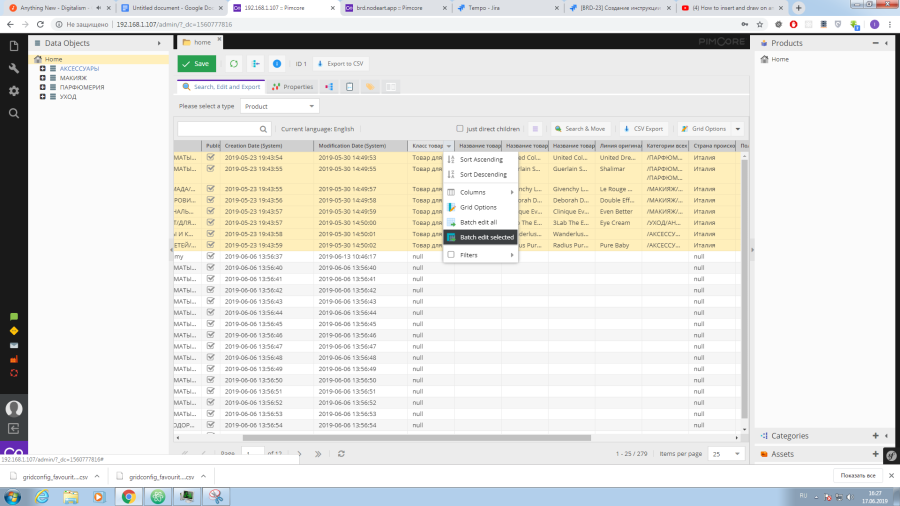 Anything New - Digitalism -
Untitled document - Google Doc
192.168.1.107 :: Pimcore
brd.nodeart.app :: Pimcore
Tempo - Jira
[BRD-23] Создание инструкции
(4) How to insert and draw on a
Не защищено | 192.168.1.107/admin/?_dc=1560777816
Data Objects
home
PIMCORE
Products
Home
АКСЕССУАРЫ
МАКИЯЖ
ПАРФЮМЕРИЯ
УХОД
Save
ID 1
Export to CSV
Home
Search, Edit and Export
Properties
Please select a type
Product
Current language: English
just direct children
Search & Move
CSV Export
Grid Options
Publi
Creation Date (System)
Modification Date (System)
Класс товар
Название товар
Название товар
Название товар
Линия оригинал
Категории всех
Страна происхо
МАТЫ... 2019-05-23 19:43:54 2019-05-30 14:49:53 Товар для ed Col... United Col... United Dre... /ПАРФЮМ... Италия
МАТЫ... 2019-05-23 19:43:55 2019-05-30 14:49:55 Товар для Guerlain S... Shalimar /ПАРФЮМ... Италия
/ПАРФЮМ...
МАДА/... 2019-05-23 19:43:55 2019-05-30 14:49:57 Товар для Givenchy L... Le Rouge ... /МАКИЯЖ/... Италия
РОВИ... 2019-05-23 19:43:56 2019-05-30 14:49:58 Товар для Deborah D... Double Eff... /МАКИЯЖ/... Италия
НАЛЬ... 2019-05-23 19:43:57 2019-05-30 14:49:59 Товар для Clinique Ev... Even Better /МАКИЯЖ/... Италия
2019-05-23 19:43:57 2019-05-30 14:50:00 Товар для 3Lab The E... Eye Cream /УХОД/АН... Италия
Ы И К... 2019-05-23 19:43:58 2019-05-30 14:50:01 Товар для Wanderlus... /АКСЕССУ... Италия
ЕТЕЙ/... 2019-05-23 19:43:59 2019-05-30 14:50:02 Товар для Radius Pur... Pure Baby /АКСЕССУ... Италия
Sort Ascending
Sort Descending
Columns
Grid Options
Batch edit all
Batch edit selected
Filters
my 2019-06-06 13:56:37 2019-06-13 10:46:17 null null
МАТЫ... 2019-06-06 13:56:40 2019-06-06 13:56:41 null null
МАТЫ... 2019-06-06 13:56:41 2019-06-06 13:56:41 null null
МАТЫ... 2019-06-06 13:56:42 2019-06-06 13:56:42 null null
МАТЫ... 2019-06-06 13:56:43 2019-06-06 13:56:43 null null
МАТЫ... 2019-06-06 13:56:44 2019-06-06 13:56:44 null null
МАТЫ... 2019-06-06 13:56:44 2019-06-06 13:56:45 null null
МАТЫ... 2019-06-06 13:56:45 2019-06-06 13:56:46 null null
МАТЫ... 2019-06-06 13:56:47 2019-06-06 13:56:47 null null
МАТЫ... 2019-06-06 13:56:48 2019-06-06 13:56:48 null null
МАТЫ... 2019-06-06 13:56:49 2019-06-06 13:56:49 null null
МАТЫ... 2019-06-06 13:56:50 2019-06-06 13:56:51 null null
МАТЫ... 2019-06-06 13:56:51 2019-06-06 13:56:51 null null
МАТЫ... 2019-06-06 13:56:52 2019-06-06 13:56:52 null null
МАТЫ... 2019-06-06 13:56:53 2019-06-06 13:56:53 null null
ОДОР... 2019-06-06 13:56:54 2019-06-06 13:56:54 null null
Categories
Page 1 of 12
1 - 25 / 279
Items per page
25
Assets
192.168.1.107/admin/?_dc=1560777816#
gridconfig_favourit....csv
gridconfig_favourit....csv
Показать все
RU
16:27
17.06.2019